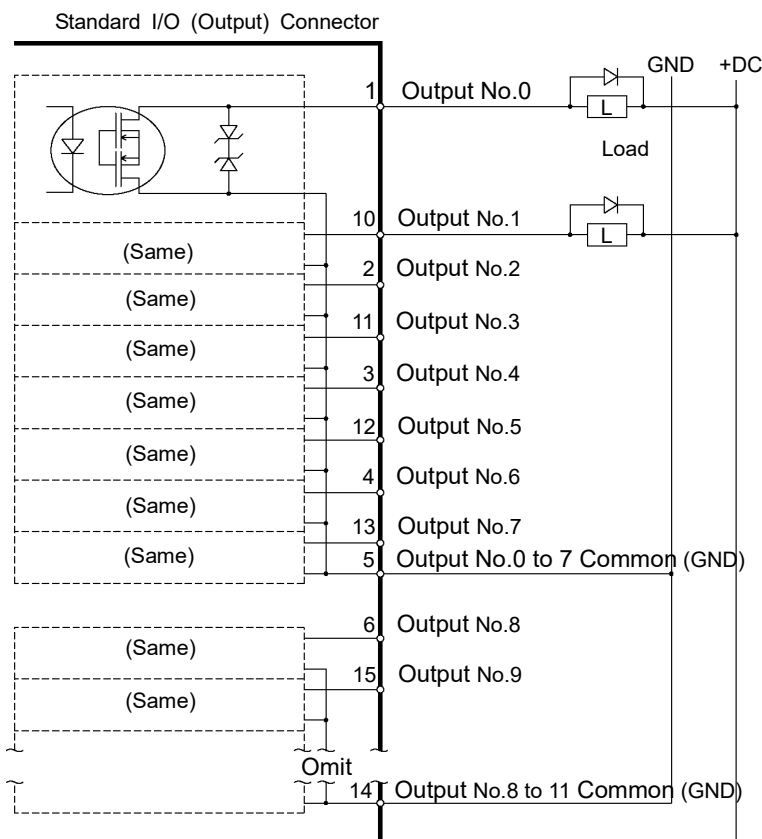 Standard I/O (Output) Connector
GND +DC
1 Output No.0
L
Load
10 Output No.1
L
(Same)
2 Output No.2
(Same)
11 Output No.3
(Same)
3 Output No.4
(Same)
12 Output No.5
(Same)
4 Output No.6
(Same)
13 Output No.7
(Same)
5 Output No.0 to 7 Common (GND)
6 Output No.8
(Same)
15 Output No.9
(Same)
Omit
14 Output No.8 to 11 Common (GND)